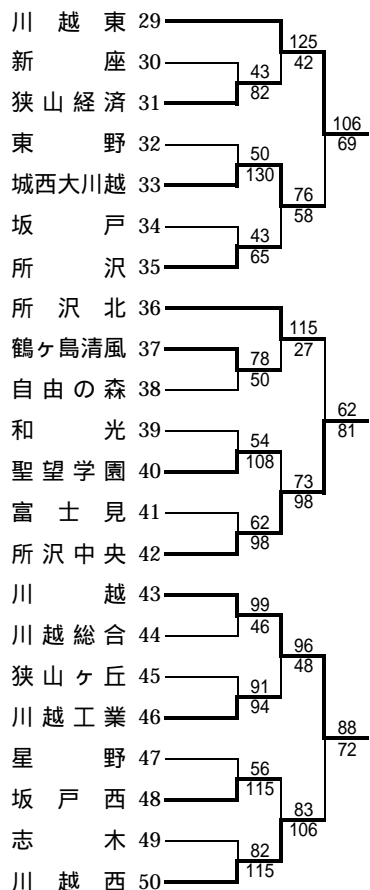 川越東 29
新座 30
狭山経済 31
東野 32
城西大川越 33
坂戸 34
所沢 35
125
42
43
82
106
69
50
130
76
58
43
65
所沢北 36
鶴ヶ島清風 37
自由の森 38
和光 39
聖望学園 40
富士見 41
所沢中央 42
115
27
78
50
62
81
54
108
73
98
62
98
川越 43
川越総合 44
狭山ヶ丘 45
川越工業 46
星野 47
坂戸西 48
志木 49
川越西 50
99
46
96
48
91
94
88
72
56
115
83
106
82
115